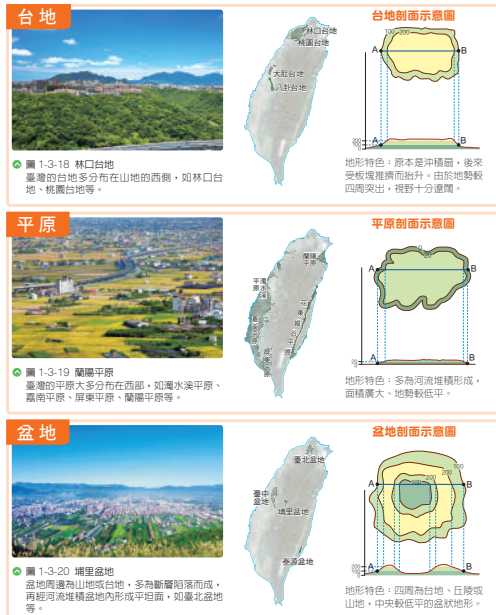 台地
林口台地
桃園台地
大肚台地
八卦台地
圖 1-3-18 林口台地
臺灣的台地多分布在山地的西側，如林口台
地、桃園台地等。
台地剖面示意圖
100
200
A
B
200
100
0
A
B
地形特色：原本是沖積扇，後來
受板塊推擠而抬升。由於地勢較
四周突出，視野十分遼闊。
平原
蘭陽平原
濁水溪平原
花東縱谷平原
嘉南平原
屏東平原
圖 1-3-19 蘭陽平原
臺灣的平原大多分布在西部，如濁水溪平原、
嘉南平原、屏東平原、蘭陽平原等。
平原剖面示意圖
0
20
A
B
20
0
A
B
地形特色：多為河流堆積形成，
面積廣大、地勢較低平。
盆地
臺北盆地
臺中盆地
埔里盆地
泰源盆地
圖 1-3-20 埔里盆地
盆地周邊為山地或台地，多為斷層陷落而成，
再經河流堆積盆地內形成平坦面，如臺北盆地
等。
盆地剖面示意圖
100
200
200
100
A
B
200
100
0
A
B
地形特色：四周為台地、丘陵或
山地，中央較低平的盆狀地形。